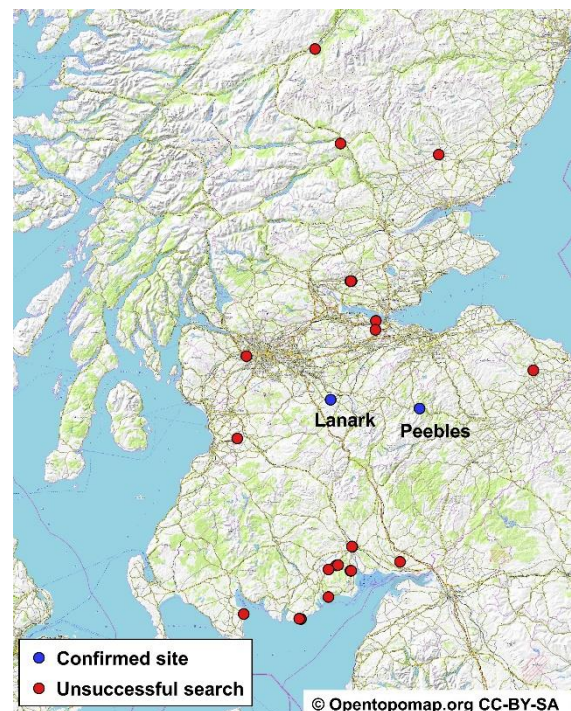 Lanark
Peebles
Confirmed site
Unsuccessful search
© Opentopomap.org CC-BY-SA